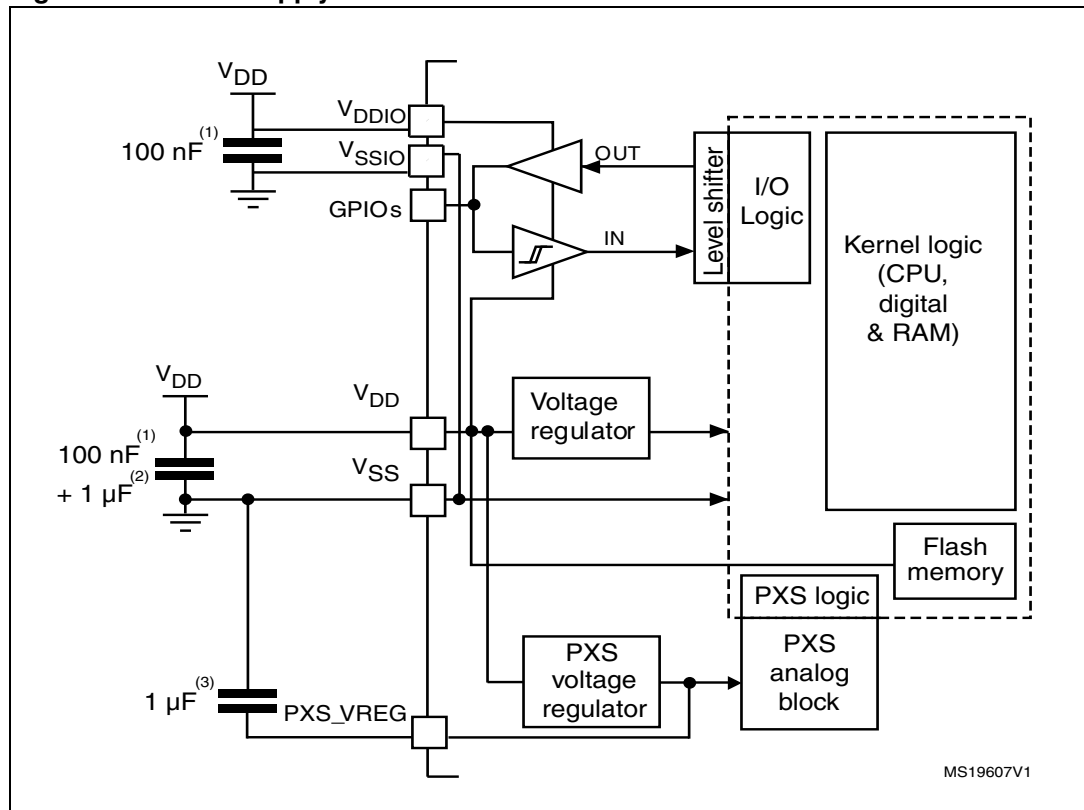 VDD
VDDIO
100 nF(1)
VSSIO
GPIOs
OUT
IN
Level shifter
I/O
Logic
Kernel logic
(CPU,
digital
& RAM)
VDD
VDD
100 nF(1)
+ 1 µF(2)
VSS
Voltage
regulator
Flash
memory
PXS logic
PXS
analog
block
PXS
voltage
regulator
1 µF(3)
PXS_VREG
MS19607V1